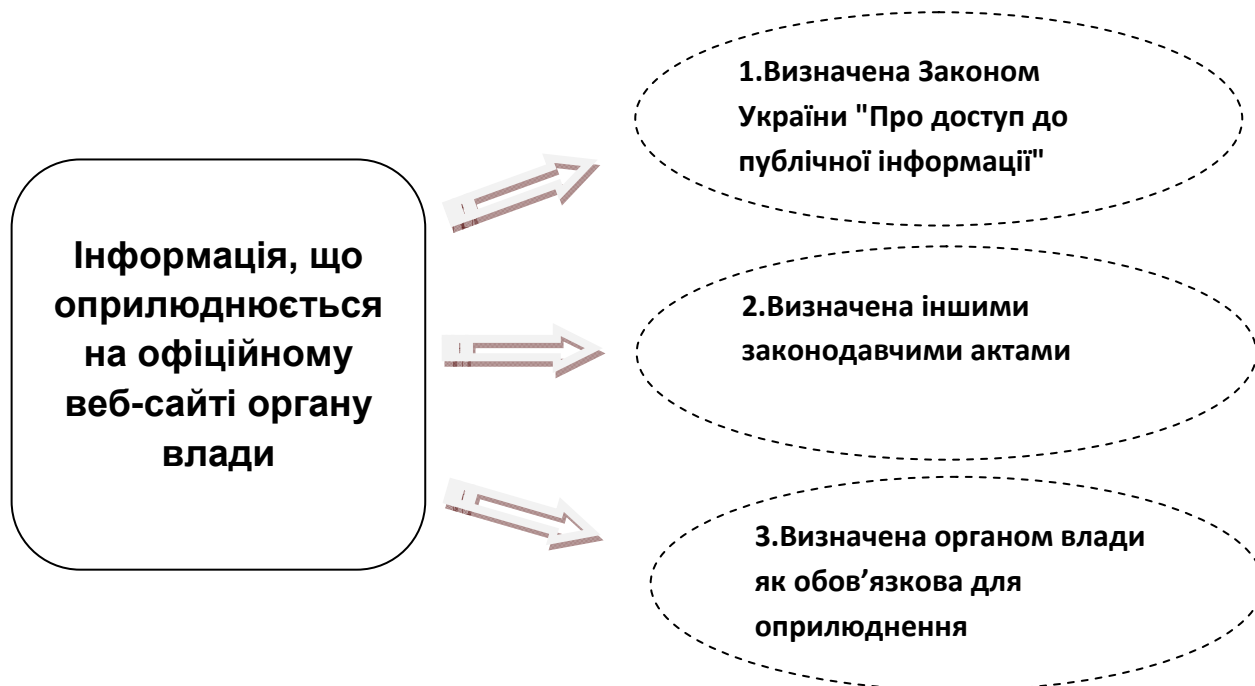 Інформація, що
оприлюднюється
на офіційному
веб-сайті органу
влади
1.Визначена Законом
України "Про доступ до
публічної інформації"
2.Визначена іншими
законодавчими актами
3.Визначена органом влади
як обов’язкова для
оприлюднення